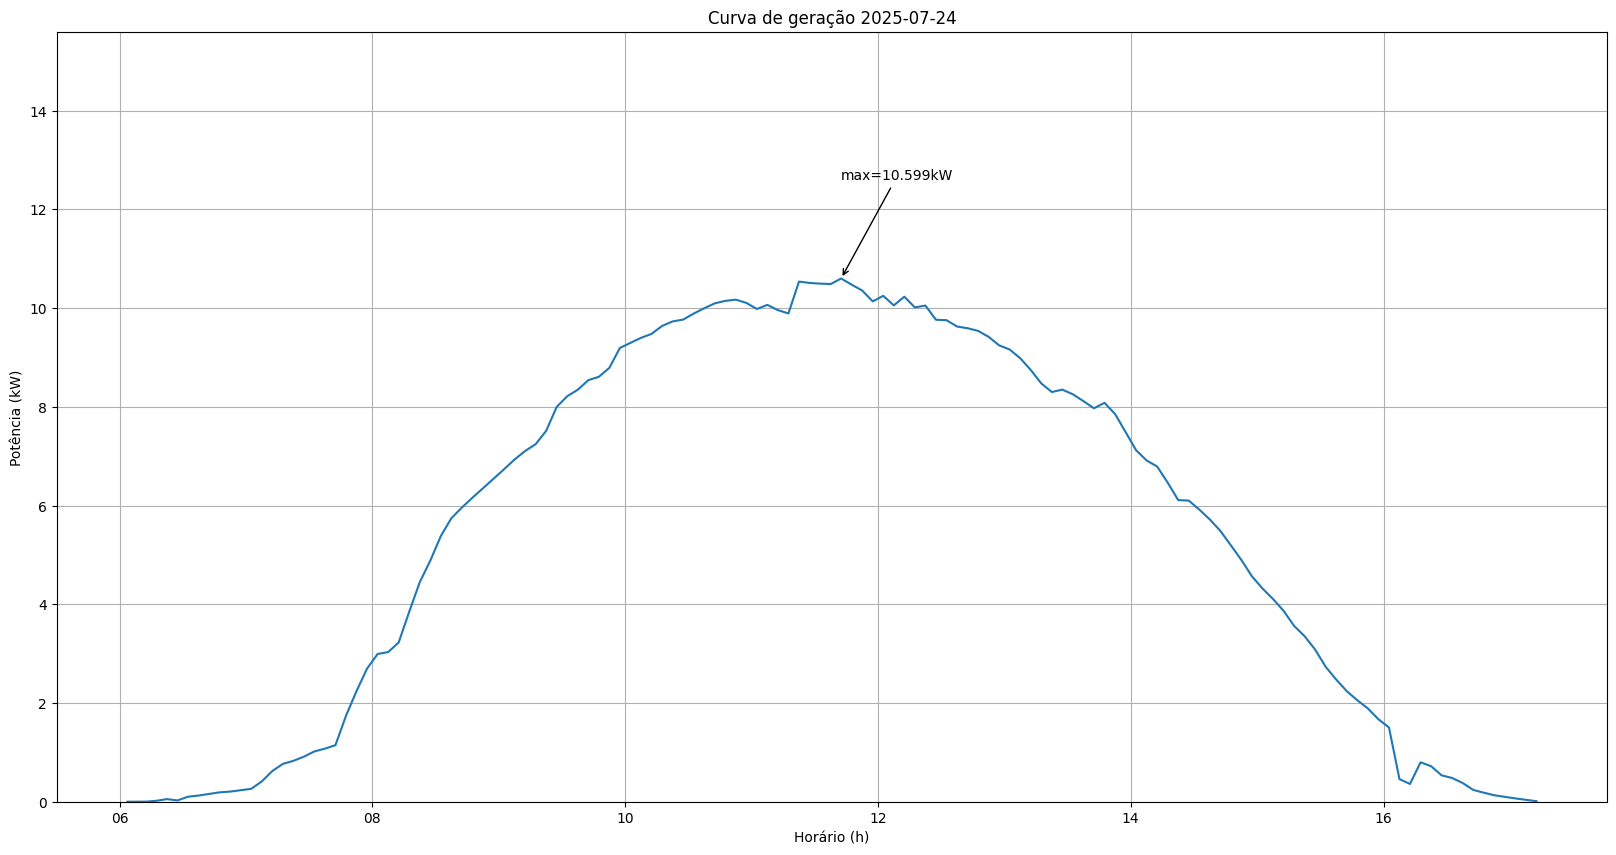 Curva de geração 2025-07-24
14
12
10
8
6
4
2
0
max=10.599kW
Potência (kW)
06 08 10 12 14 16
Horário (h)